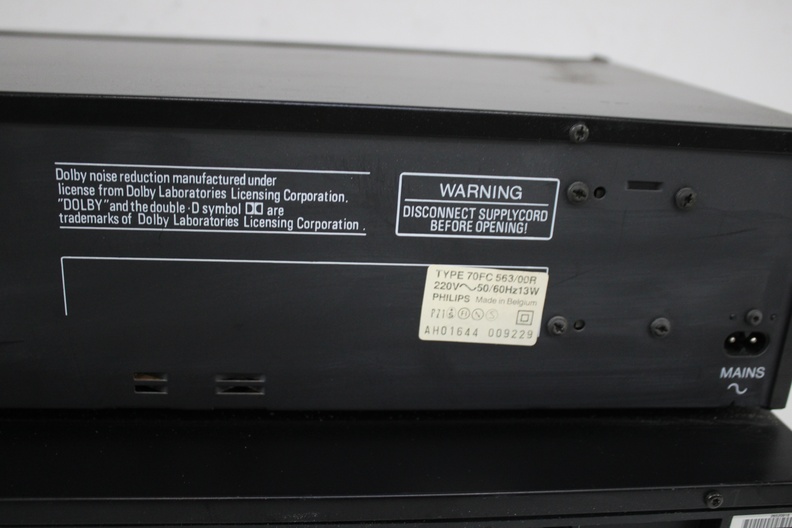 Dolby noise reduction manufactured under
license from Dolby Laboratories Licensing Corporation.
"DOLBY" and the double-D symbol are
trademarks of Dolby Laboratories Licensing Corporation.
WARNING
DISCONNECT SUPPLYCORD
BEFORE OPENING!
TYPE 70FC 563/00R
220V~50/60Hz13W
PHILIPS Made in Belgium
AH01644 009229
MAINS
~